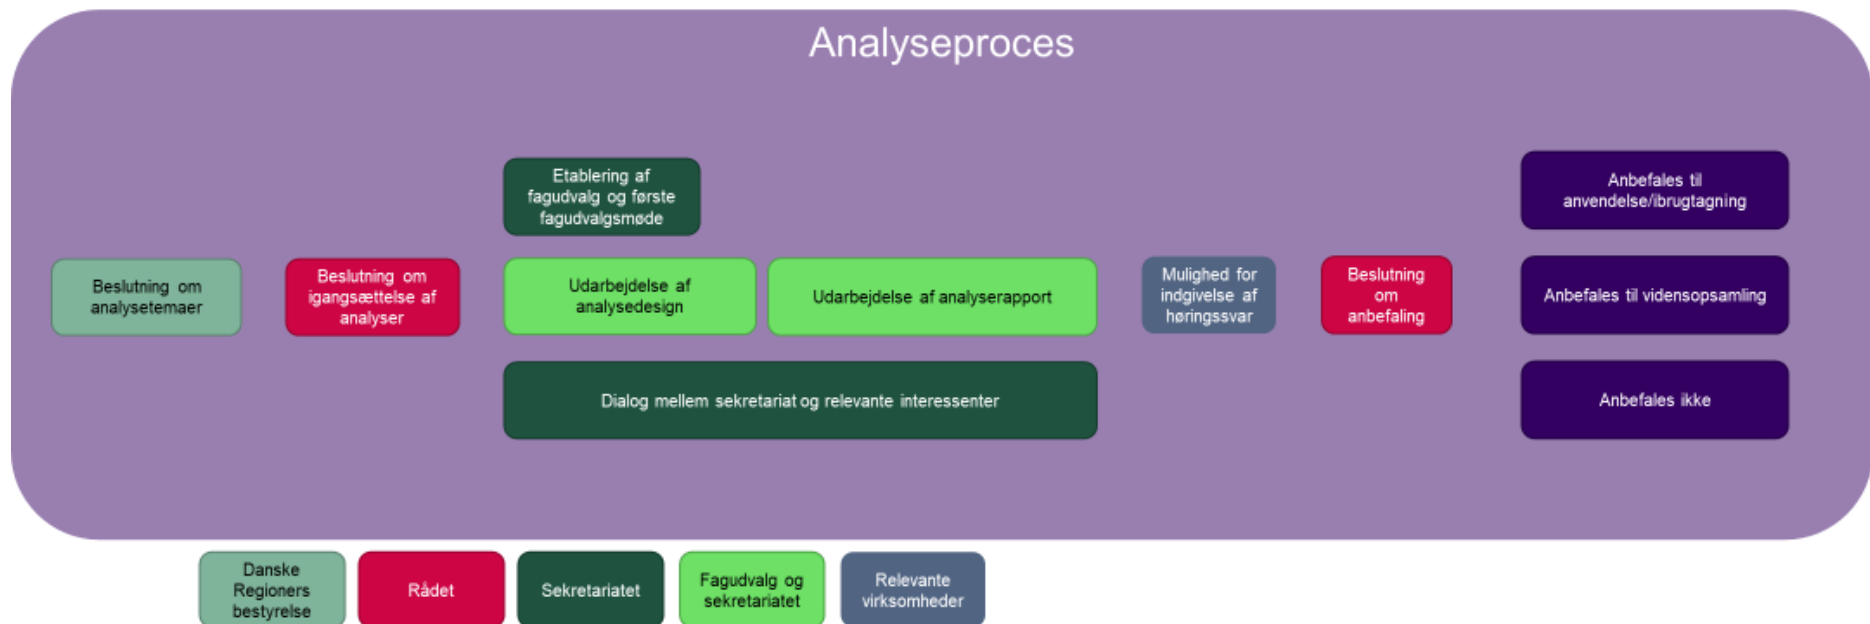 Analyseproces
Beslutning om
analysetemaer
Beslutning om
igangsættelse af
analyser
Etablering af
fagudvalg og første
fagudvalgsmøde
Udarbejdelse af
analysedesign
Udarbejdelse af analyserapport
Dialog mellem sekretariat og relevante interessenter
Mulighed for
indgivelse af
høringssvar
Beslutning
om
anbefaling
Anbefales til
anvendelse/ibrugtagning
Anbefales til vidensopsamling
Anbefales ikke
Danske
Regioners
bestyrelse
Rådet
Sekretariatet
Fagudvalg og
sekretariatet
Relevante
virksomheder